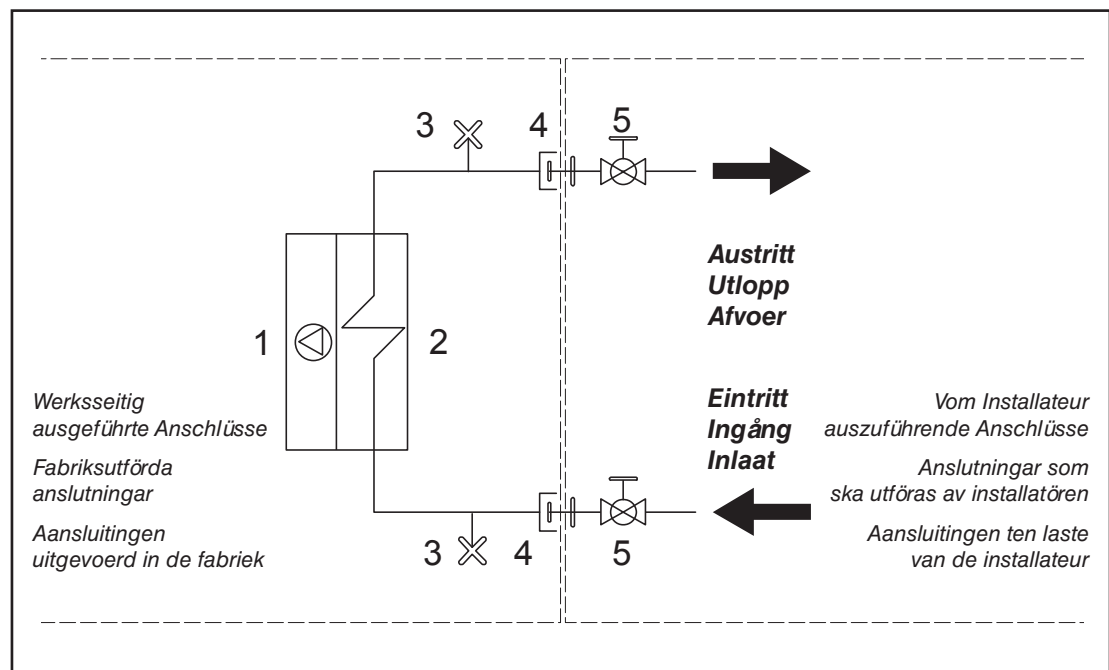 3
4
5
Austritt
Utlopp
Afvoer
1
2
Werksseitig
ausgeführte Anschlüsse
Fabriksutförda
anslutningar
Aansluitingen
uitgevoerd in de fabriek
Eintritt
Ingång
Inlaat
Vom Installateur
auszuführende Anschlüsse
Anslutningar som
ska utföras av installatören
Aansluitingen ten laste
van de installateur
3
4
5